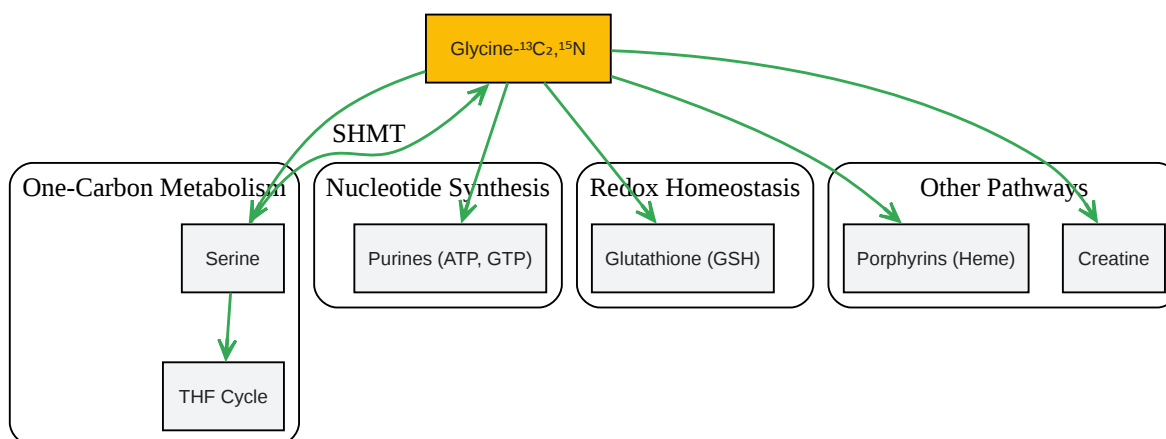 Glycine-¹³C₂,¹⁵N
SHMT
One-Carbon Metabolism
Nucleotide Synthesis
Redox Homeostasis
Other Pathways
Serine
Purines (ATP, GTP)
Glutathione (GSH)
Porphyrins (Heme)
Creatine
THF Cycle